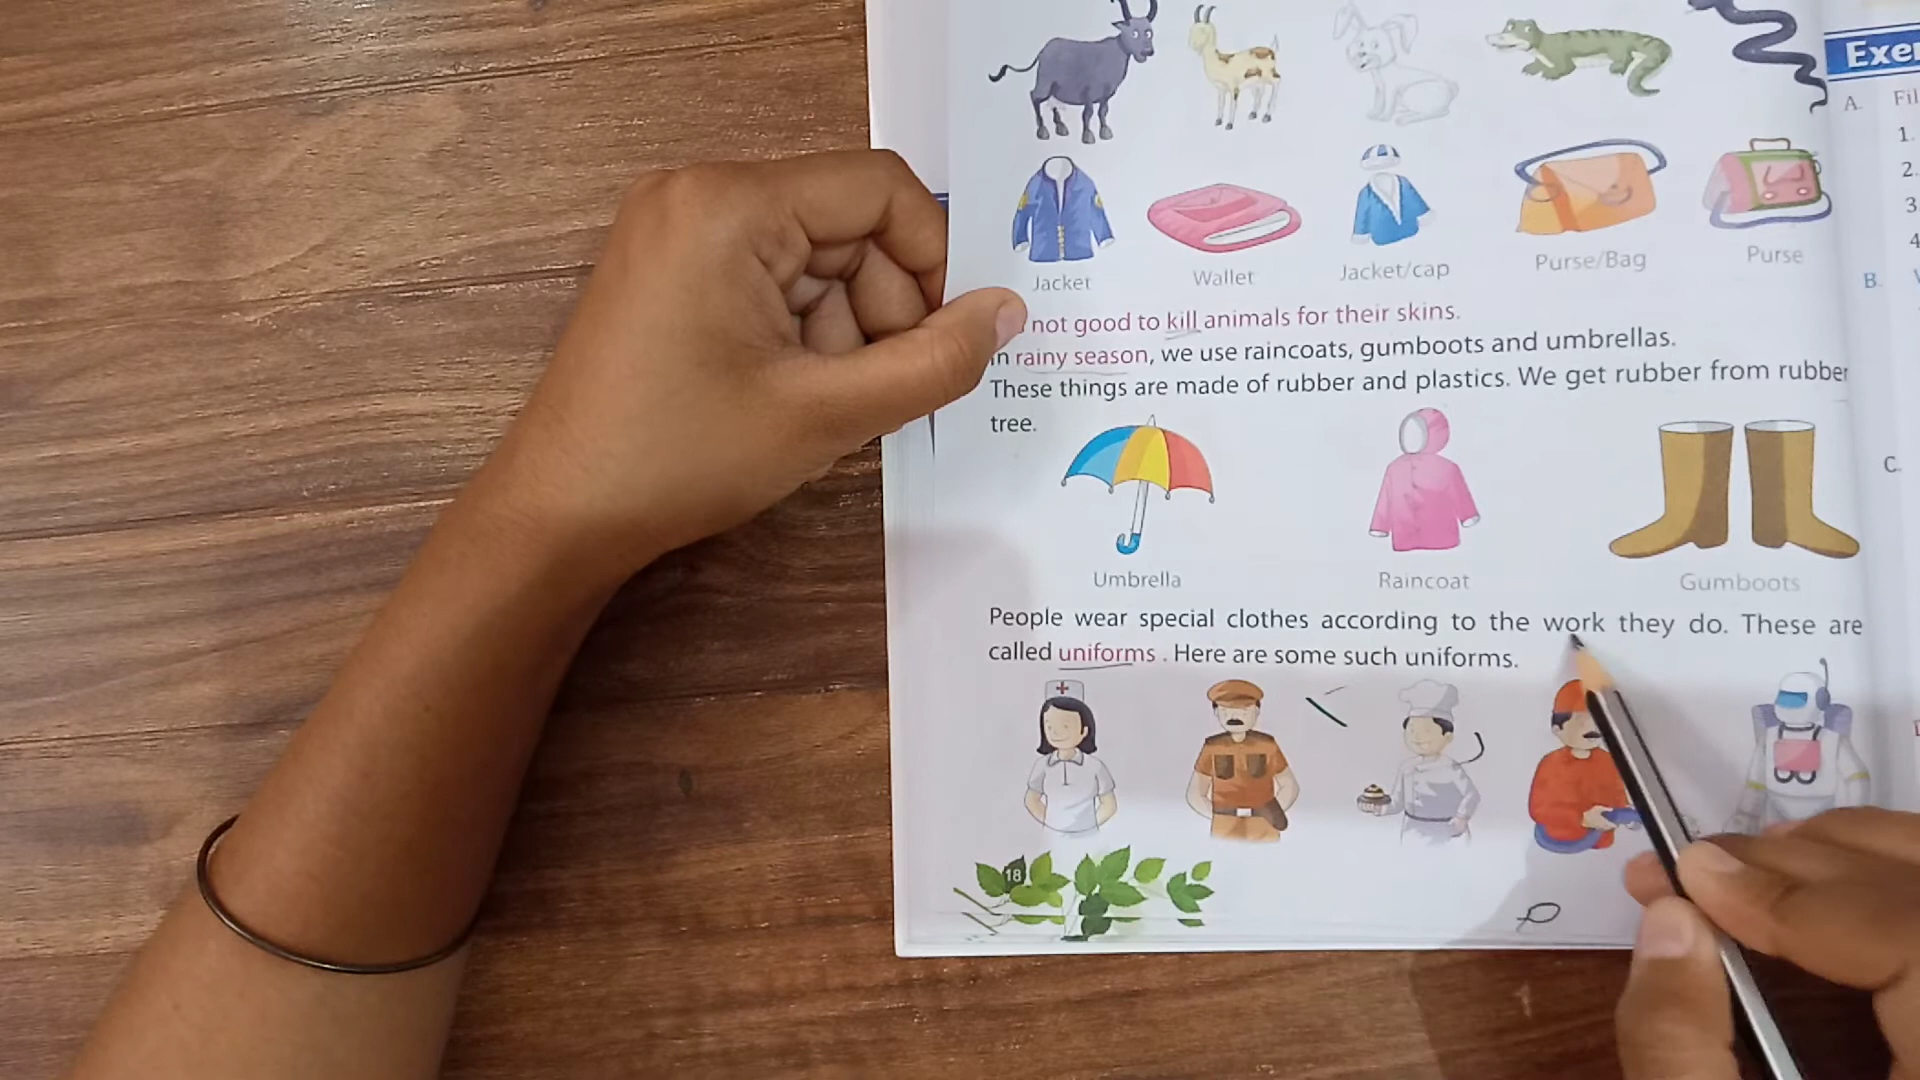 Jacket Wallet Jacket/cap Purse/Bag Purse
not good to kill animals for their skins.
In rainy season, we use raincoats, gumboots and umbrellas.
These things are made of rubber and plastics. We get rubber from rubber
tree.
Umbrella Raincoat Gumboots
People wear special clothes according to the work they do. These are
called uniforms . Here are some such uniforms.
18
A.
1.
2.
3
4
B.
C.